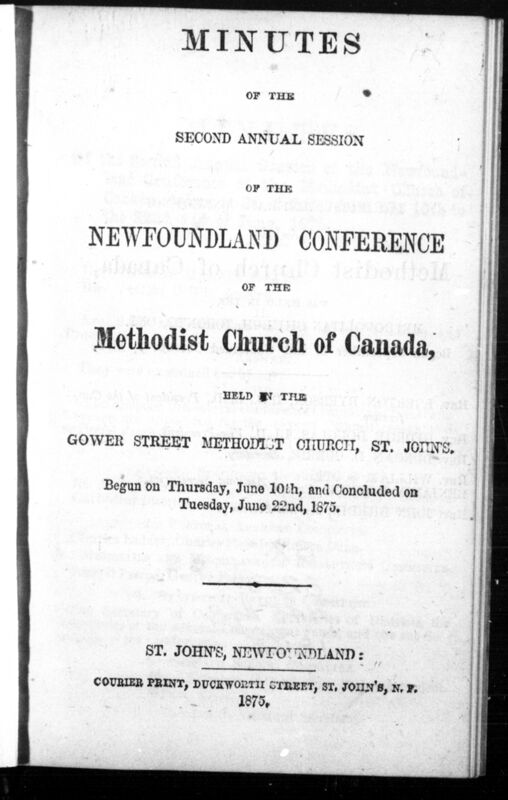 MINUTES
OF THE
SECOND ANNUAL SESSION
OF THE
NEWFOUNDLAND CONFERENCE
OF THE
Methodist Church of Canada,
HELD IN THE
GOWER STREET METHODIST CHURCH, ST. JOHN'S.
Begun on Thursday, June 10th, and Concluded on
Tuesday, June 22nd, 1875.
ST. JOHN'S, NEWFOUNDLAND:
COURIER PRINT, DUCKWORTH STREET, ST. JOHN'S, N. F.
1875.